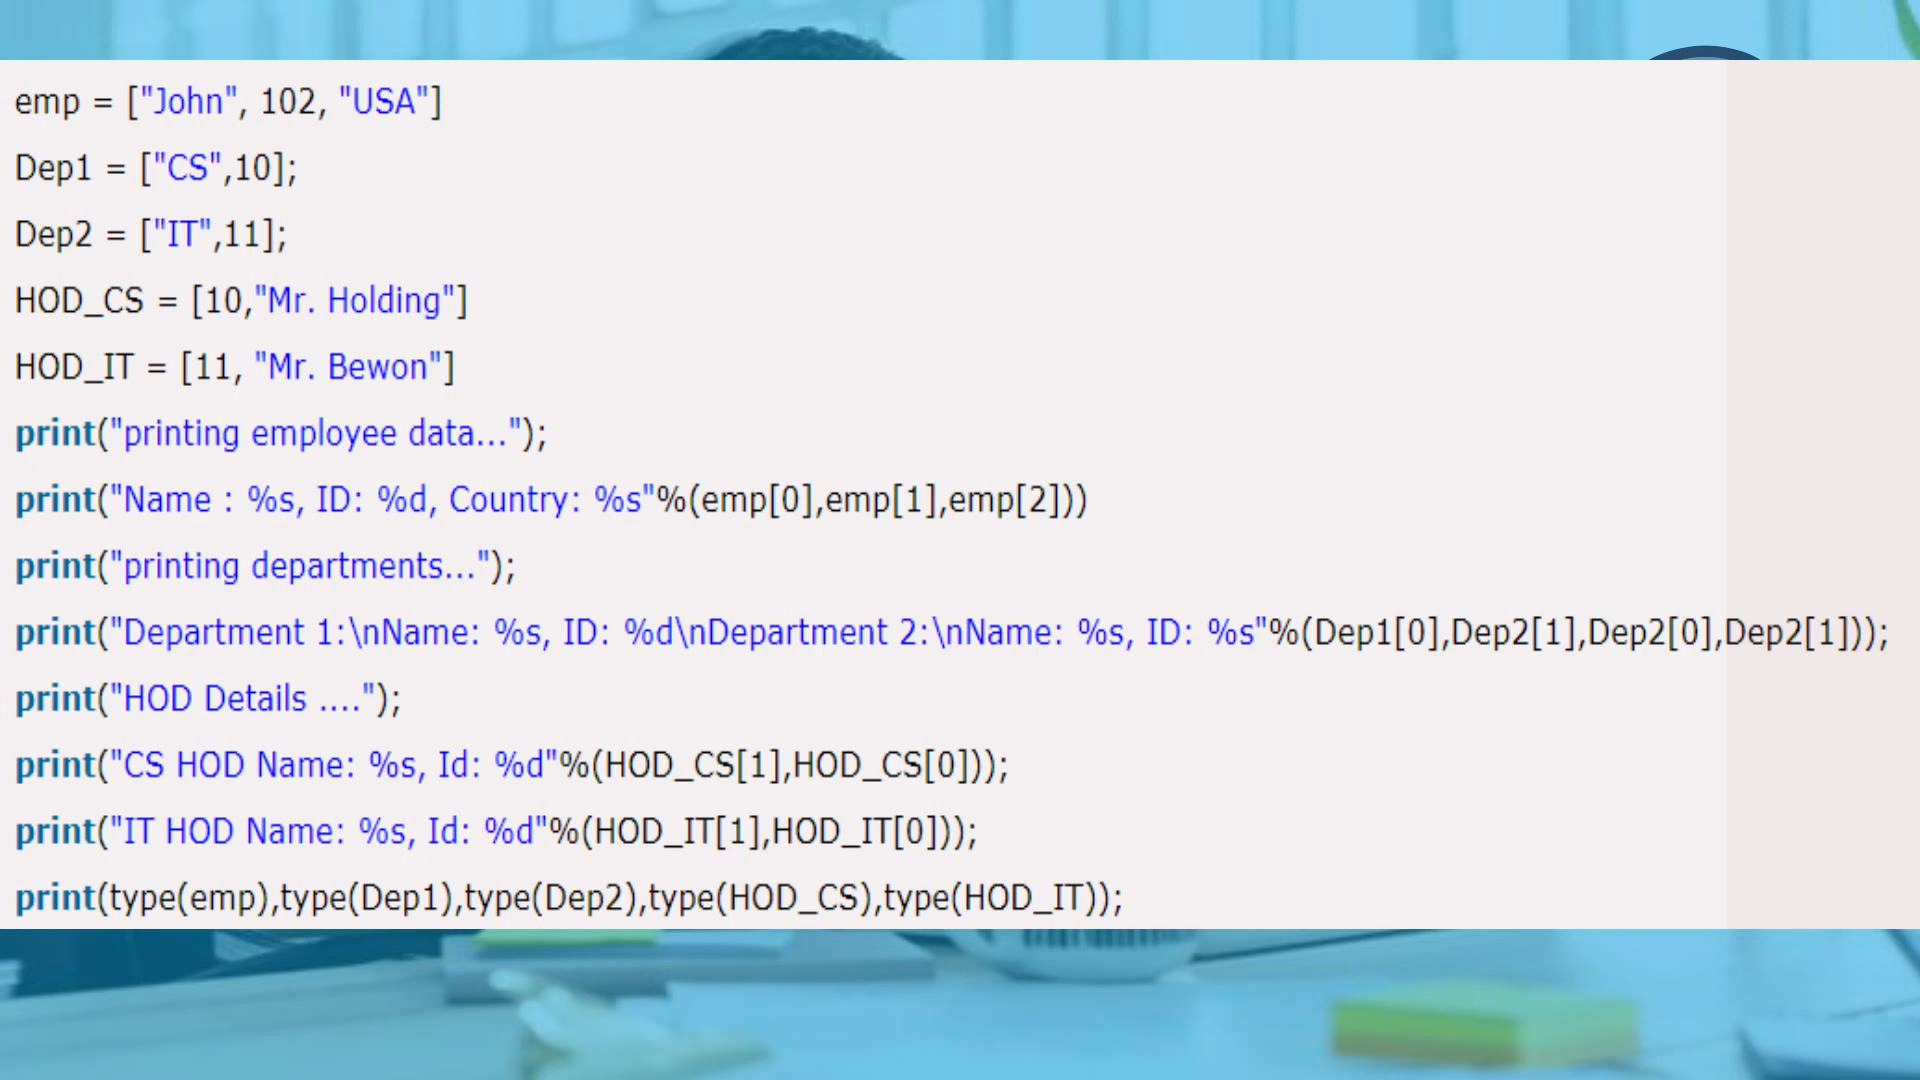 emp = ["John", 102, "USA"]
Dep1 = ["CS",10];
Dep2 = ["IT",11];
HOD_CS = [10,"Mr. Holding"]
HOD_IT = [11, "Mr. Bewon"]
print("printing employee data...");
print("Name : %s, ID: %d, Country: %s"%(emp[0],emp[1],emp[2]))
print("printing departments...");
print("Department 1:\nName: %s, ID: %d\nDepartment 2:\nName: %s, ID: %s"%(Dep1[0],Dep2[1],Dep2[0],Dep2[1]));
print("HOD Details ....");
print("CS HOD Name: %s, Id: %d"%(HOD_CS[1],HOD_CS[0]));
print("IT HOD Name: %s, Id: %d"%(HOD_IT[1],HOD_IT[0]));
print(type(emp),type(Dep1),type(Dep2),type(HOD_CS),type(HOD_IT));